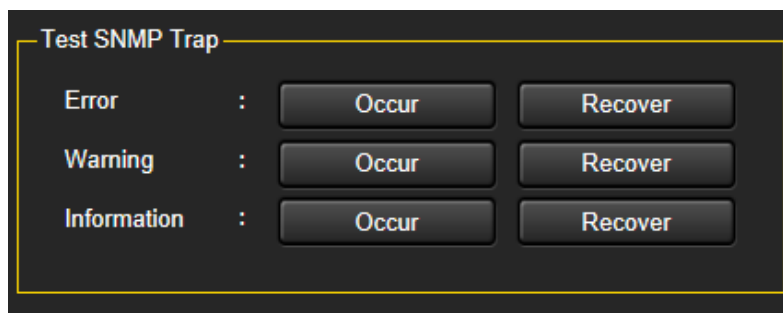 Test SNMP Trap
Error : Occur Recover
Warning : Occur Recover
Information : Occur Recover